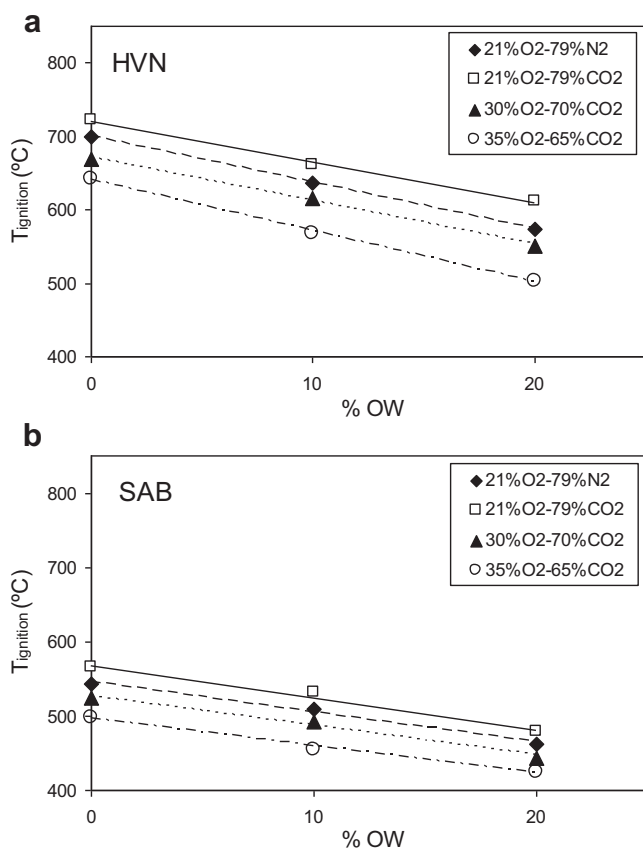 a
HVN
21%O2-79%N2
21%O2-79%CO2
30%O2-70%CO2
35%O2-65%CO2
800
700
600
500
400
Tignition (ºC)
0 10 20
% OW
b
SAB
21%O2-79%N2
21%O2-79%CO2
30%O2-70%CO2
35%O2-65%CO2
800
700
600
500
400
Tignition (ºC)
0 10 20
% OW